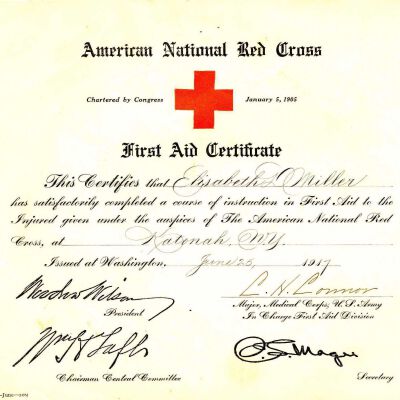 American National Red Cross
Chartered by Congress January 5, 1905
First Aid Certificate
This Certifies that Elizabeth D Miller
has satisfactorily completed a course of instruction in First Aid to the
Injured given under the auspices of The American National Red
Cross, at Katonah, N.Y.
Issued at Washington, June 25, 1917
Woodrow Wilson C H Connor
President Major, Medical Corps, U.S. Army
In Charge First Aid Division
Wm H Taft C. S. Magee
Chairman Central Committee Secretary